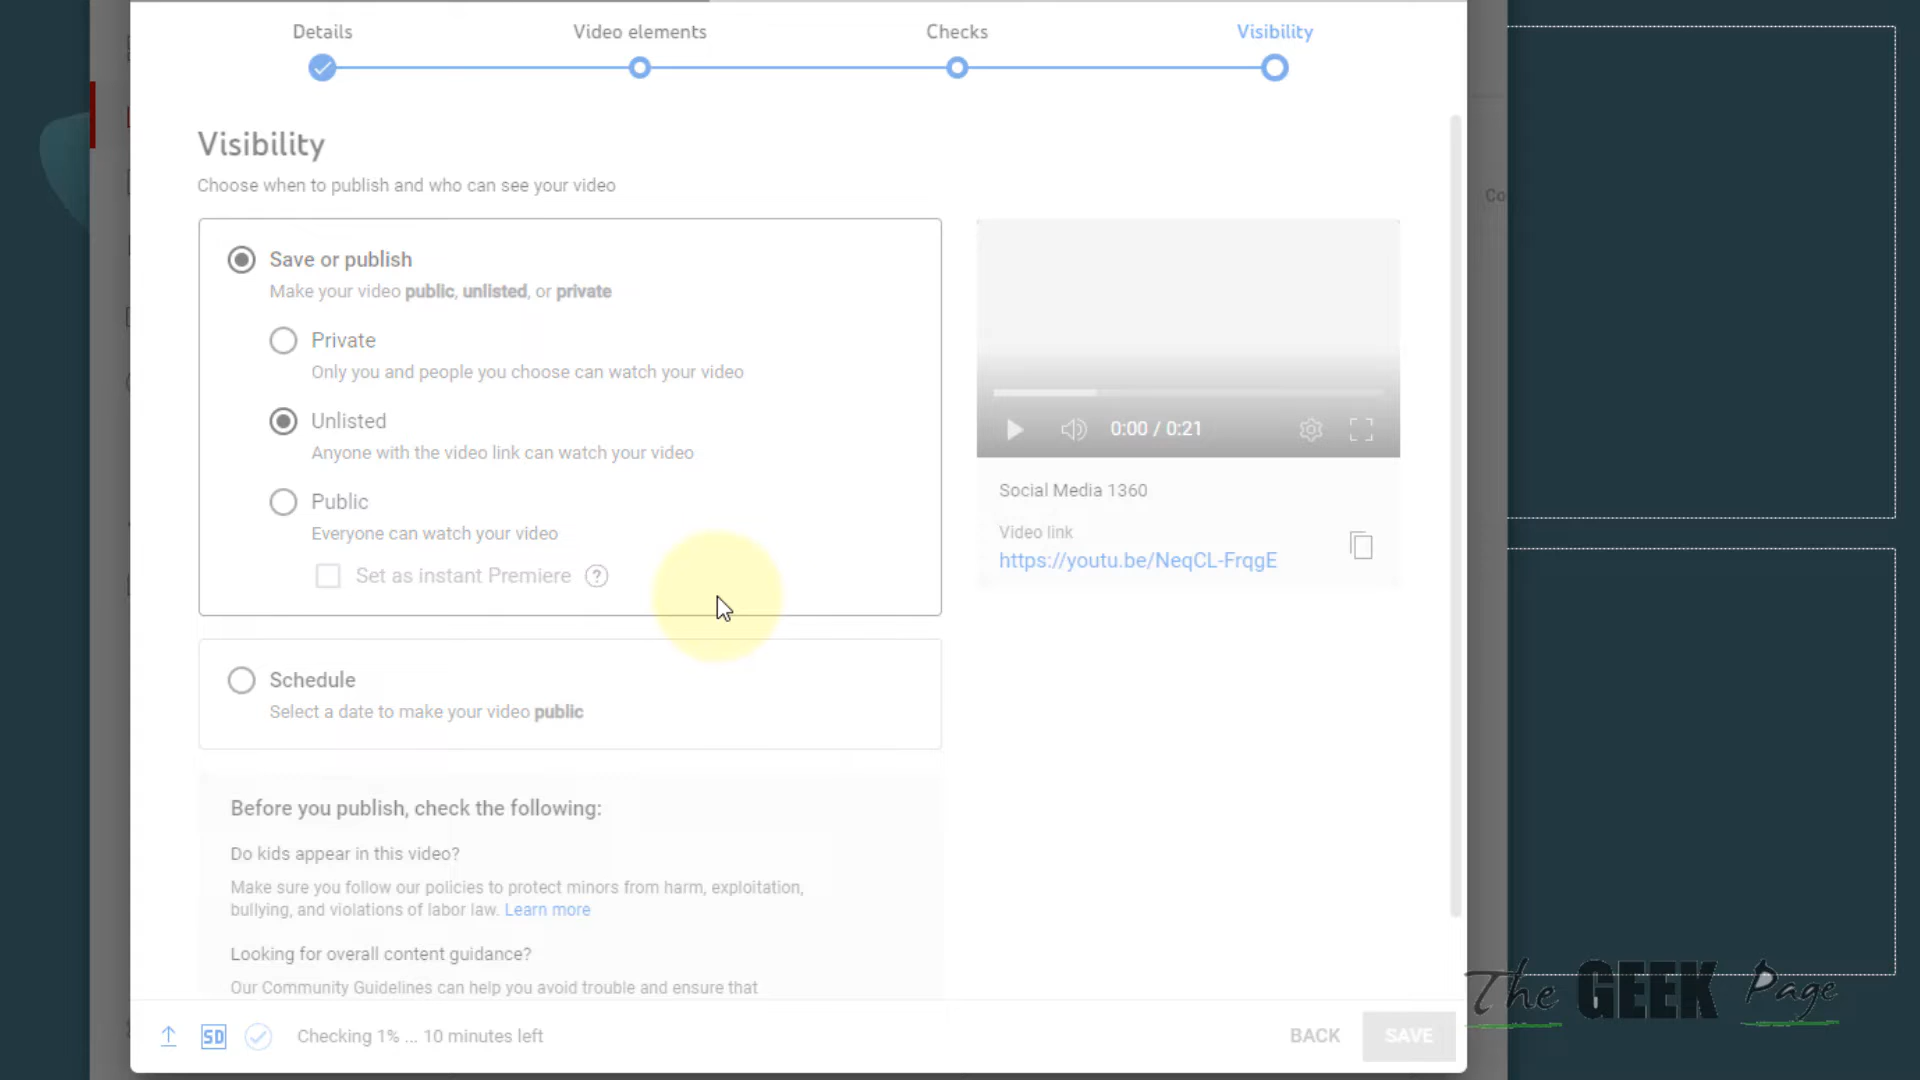 Details
Video elements
Checks
Visibility
Visibility
Choose when to publish and who can see your video
Co
Save or publish
Make your video public, unlisted, or private
Private
Only you and people you choose can watch your video
Unlisted
Anyone with the video link can watch your video
0:00 / 0:21
Social Media 1360
Public
Everyone can watch your video
Video link
https://youtu.be/NeqCL-FrqgE
Set as instant Premiere ?
Schedule
Select a date to make your video public
Before you publish, check the following:
Do kids appear in this video?
Make sure you follow our policies to protect minors from harm, exploitation,
bullying, and violations of labor law. Learn more
Looking for overall content guidance?
Our Community Guidelines can help you avoid trouble and ensure that
The GEEK Page
SD
Checking 1% ... 10 minutes left
BACK
SAVE